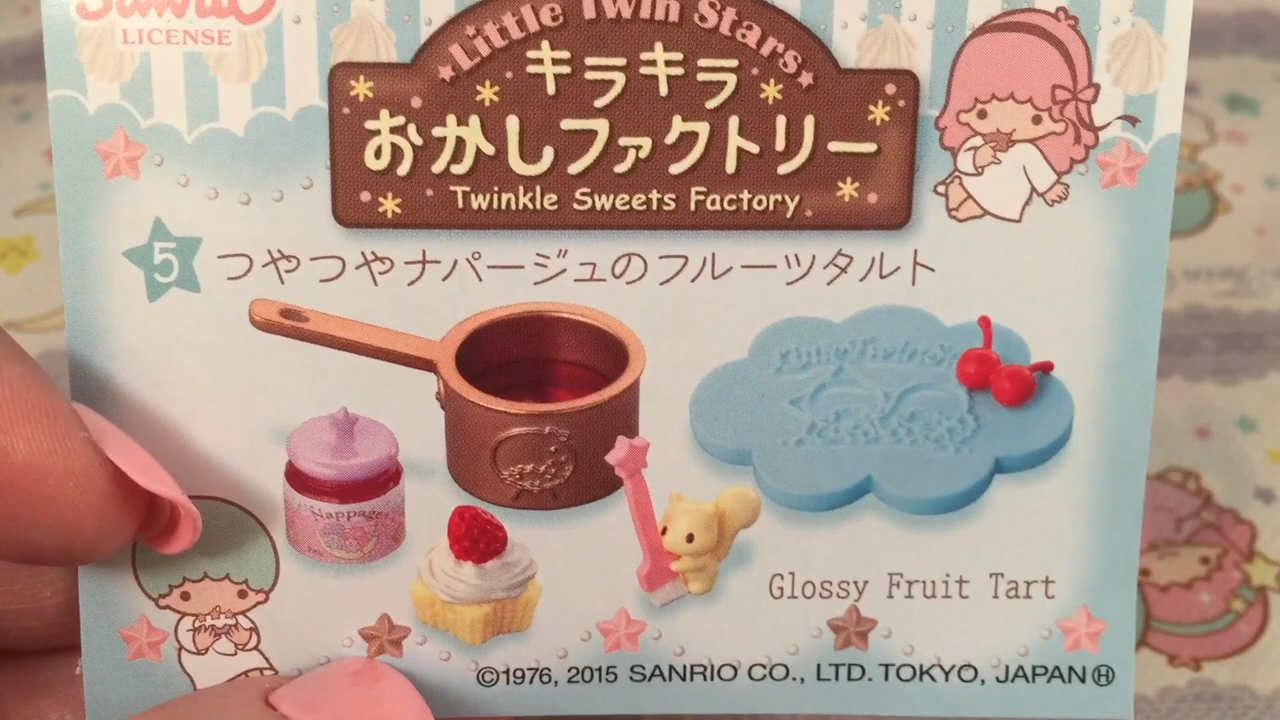 Sanrio
LICENSE
Little Twin Stars
キラキラ
おかしファクトリー
Twinkle Sweets Factory
5 つやつやナパージュのフルーツタルト
Nappage
Glossy Fruit Tart
©1976, 2015 SANRIO CO., LTD. TOKYO, JAPAN Ⓗ